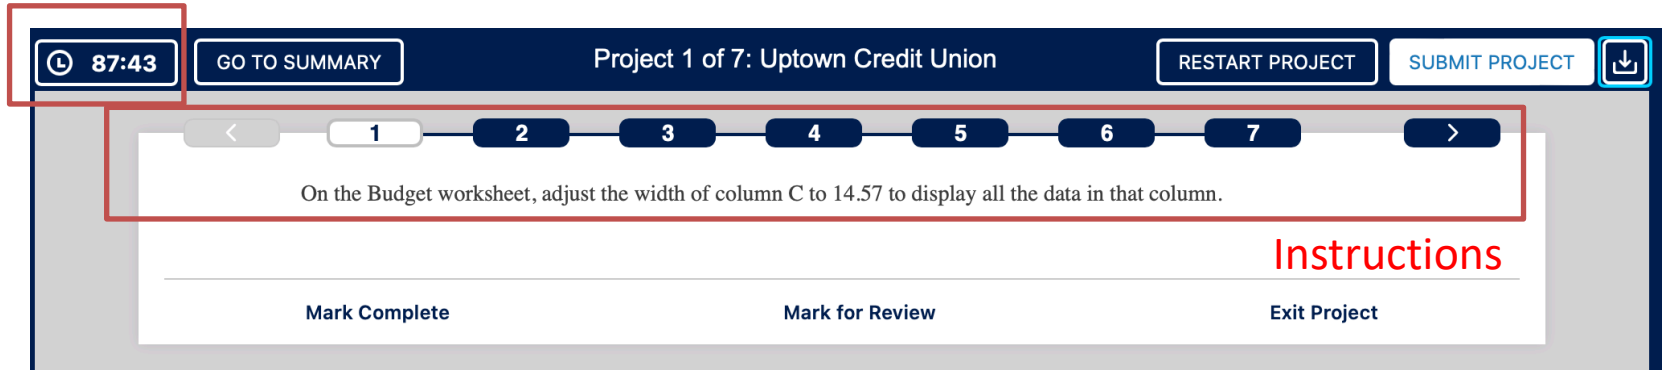 87:43 GO TO SUMMARY Project 1 of 7: Uptown Credit Union RESTART PROJECT SUBMIT PROJECT
1 2 3 4 5 6 7
On the Budget worksheet, adjust the width of column C to 14.57 to display all the data in that column.
Instructions
Mark Complete Mark for Review Exit Project